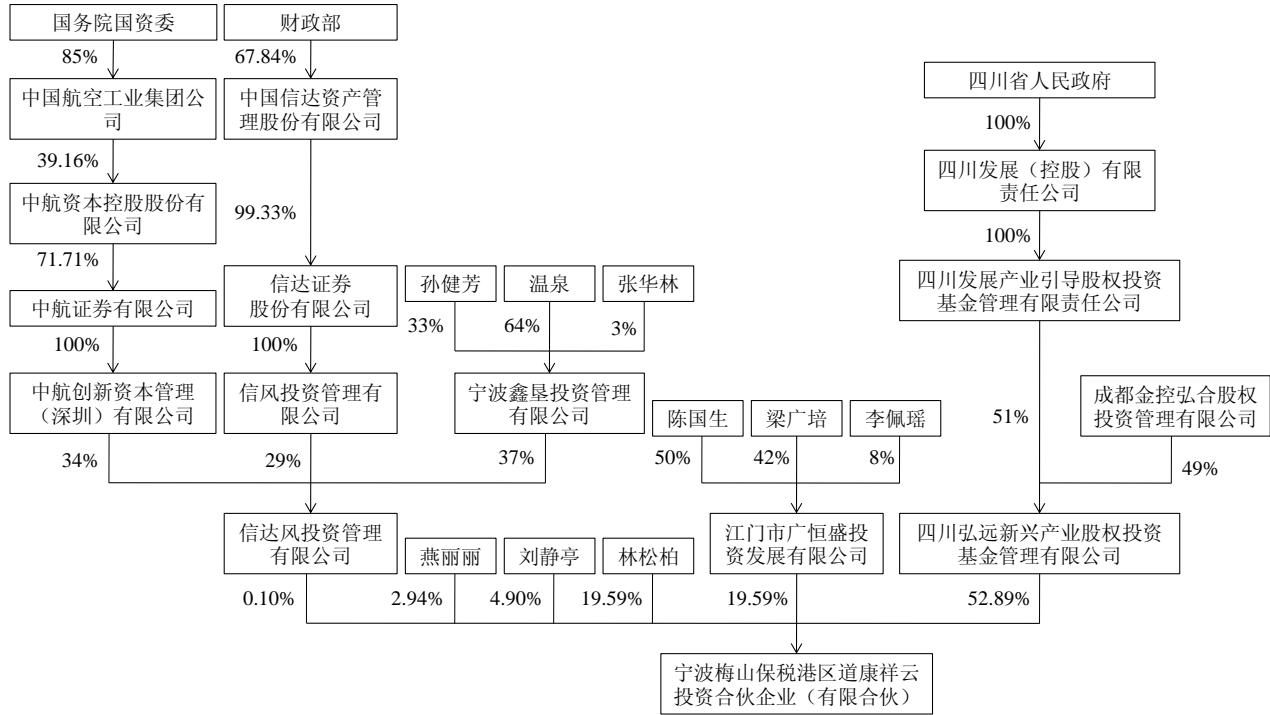 国务院国资委
财政部
85%
67.84%
中国航空工业集团公
司
中国信达资产管
理股份有限公司
四川省人民政府
100%
39.16%
四川发展（控股）有限
责任公司
中航资本控股股份有
限公司
99.33%
100%
71.71%
中航证券有限公司
信达证券
股份有限公司
孙健芳
温泉
张华林
四川发展产业引导股权投资
基金管理有限责任公司
33%
64%
3%
100%
100%
中航创新资本管理
（深圳）有限公司
信风投资管理有
限公司
宁波鑫垦投资管理
有限公司
成都金控弘合股权
投资管理有限公司
陈国生
梁广培
李佩瑶
51%
34%
29%
37%
50%
42%
8%
49%
信达风投资管理
有限公司
燕丽丽
刘静亭
林松柏
江门市广恒盛投
资发展有限公司
四川弘远新兴产业股权投资
基金管理有限公司
0.10%
2.94%
4.90%
19.59%
19.59%
52.89%
宁波梅山保税港区道康祥云
投资合伙企业（有限合伙）